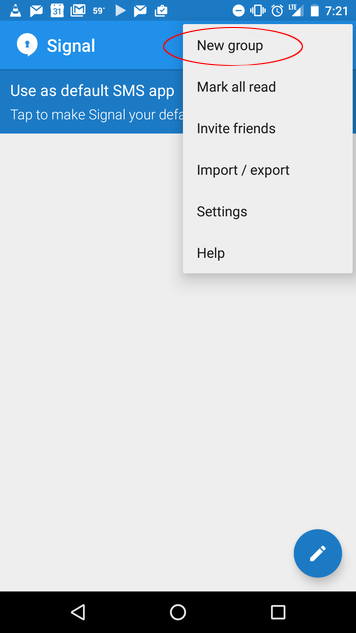 31 59° LTE 7:21
Signal
New group
Use as default SMS app
Mark all read
Tap to make Signal your defa
Invite friends
Import / export
Settings
Help